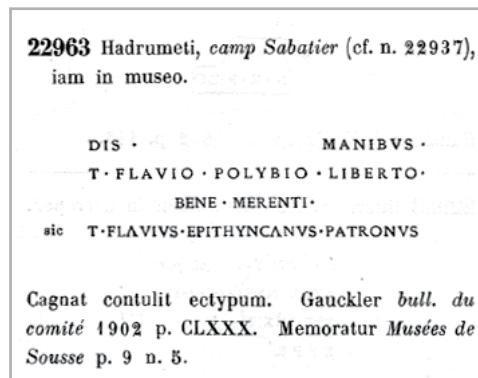 22963 Hadrumeti, camp Sabatier (cf. n. 22937),
iam in museo.
DIS · MANIBVS ·
T · FLAVIO · POLYBIO · LIBERTO ·
BENE · MERENTI ·
sic T · FLAVIVS · EPITHYNCANVS · PATRONVS
Cagnat contulit ectypum. Gauckler bull. du
comité 1902 p. CLXXX. Memoratur Musées de
Sousse p. 9 n. 5.